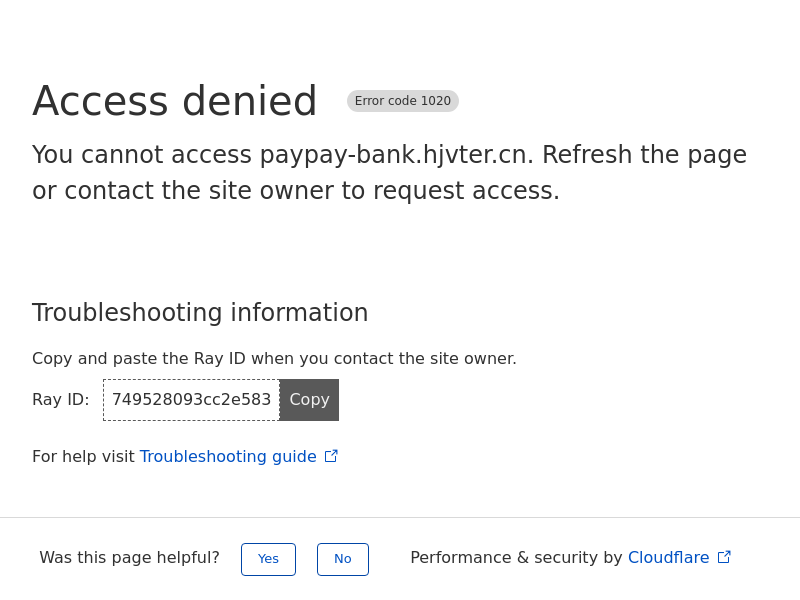 Access denied Error code 1020
You cannot access paypay-bank.hjvter.cn. Refresh the page
or contact the site owner to request access.
Troubleshooting information
Copy and paste the Ray ID when you contact the site owner.
Ray ID: 749528093cc2e583 Copy
For help visit Troubleshooting guide
Was this page helpful? Yes No Performance & security by Cloudflare